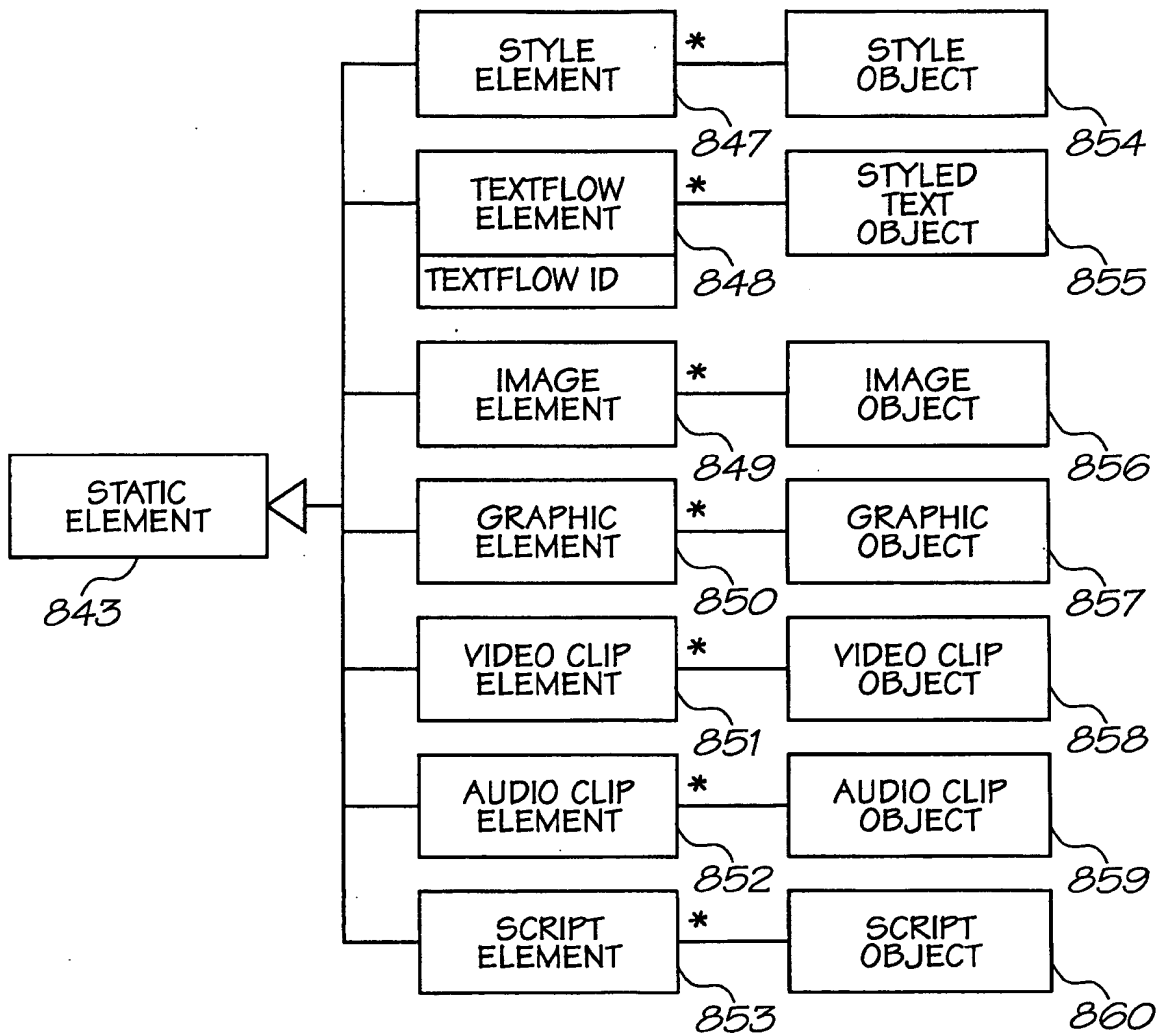 STYLE
ELEMENT
*
STYLE
OBJECT
847
854
TEXTFLOW
ELEMENT
*
STYLED
TEXT
OBJECT
TEXTFLOW ID
848
855
IMAGE
ELEMENT
*
IMAGE
OBJECT
849
856
STATIC
ELEMENT
843
GRAPHIC
ELEMENT
*
GRAPHIC
OBJECT
850
857
VIDEO CLIP
ELEMENT
*
VIDEO CLIP
OBJECT
851
858
AUDIO CLIP
ELEMENT
*
AUDIO CLIP
OBJECT
852
859
SCRIPT
ELEMENT
*
SCRIPT
OBJECT
853
860